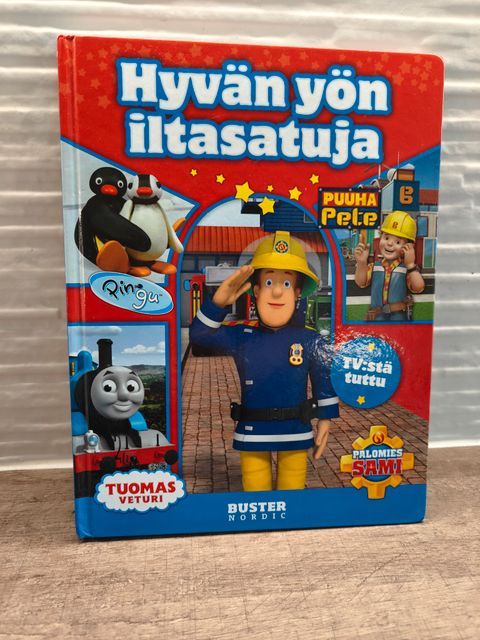 Hyvän yön
iltasatuja
PUUHA
Pete
B
Pingu
TV:stä
tuttu
TUOMAS
VETURI
PALOMIES
SAMI
BUSTER
NORDIC